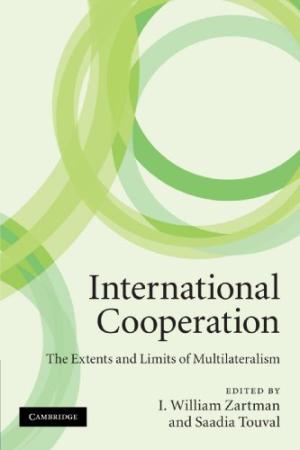 International
Cooperation
The Extents and Limits of Multilateralism
EDITED BY
I. William Zartman
and Saadia Touval
CAMBRIDGE